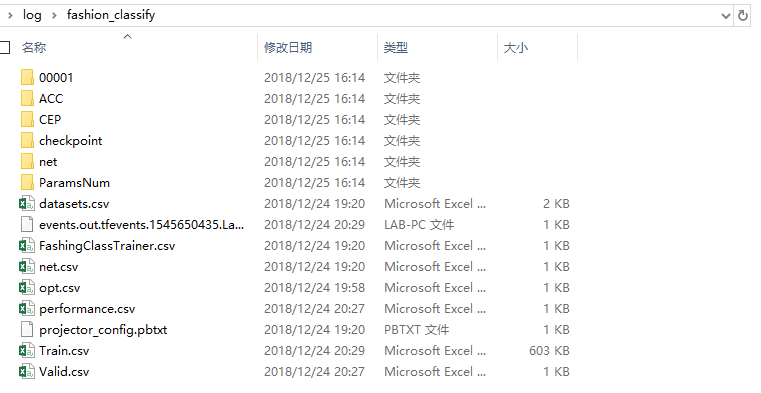 log › fashion_classify
名称 修改日期 类型 大小
00001 2018/12/25 16:14 文件夹
ACC 2018/12/25 16:14 文件夹
CEP 2018/12/25 16:14 文件夹
checkpoint 2018/12/25 16:14 文件夹
net 2018/12/25 16:14 文件夹
ParamsNum 2018/12/25 16:14 文件夹
datasets.csv 2018/12/24 19:20 Microsoft Excel ... 2 KB
events.out.tfevents.1545650435.La... 2018/12/24 20:29 LAB-PC 文件 1 KB
FashingClassTrainer.csv 2018/12/24 19:20 Microsoft Excel ... 1 KB
net.csv 2018/12/24 19:20 Microsoft Excel ... 1 KB
opt.csv 2018/12/24 19:58 Microsoft Excel ... 1 KB
performance.csv 2018/12/24 20:27 Microsoft Excel ... 1 KB
projector_config.pbtxt 2018/12/24 19:20 PBTXT 文件 1 KB
Train.csv 2018/12/24 20:29 Microsoft Excel ... 603 KB
Valid.csv 2018/12/24 20:27 Microsoft Excel ... 1 KB